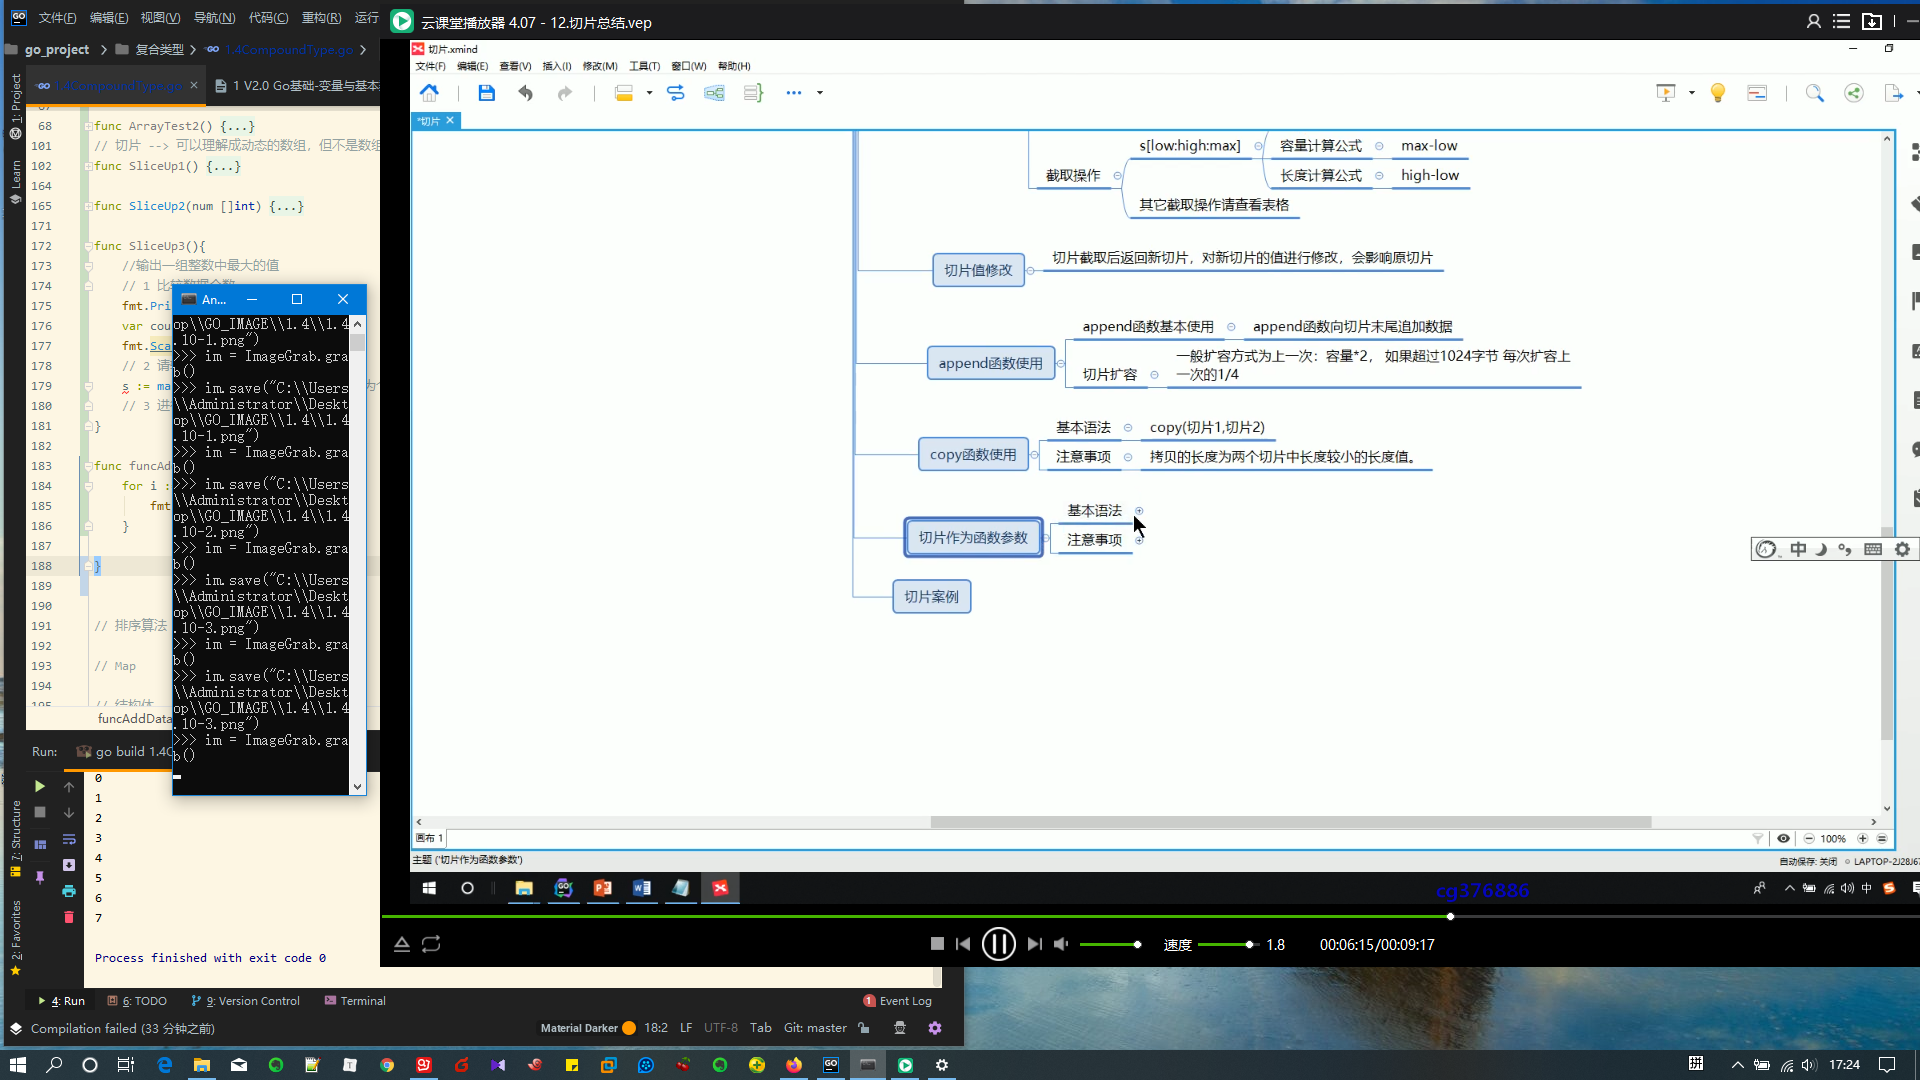 文件(F) 编辑(E) 视图(V) 导航(N) 代码(C) 重构(R) 运行
go_project 复合类型 1.4CompoundType.go
1.4CompoundType.go 1 V2.0 Go基础-变量与基本
1: Project
Learn
68 func ArrayTest2() {...}
101 // 切片 --> 可以理解成动态的数组，但不是数组
102 func SliceUp1() {...}
164
165 func SliceUp2(num []int) {...}
171
172 func SliceUp3(){
173 //输出一组整数中最大的值
174 // 1 比较数据个数
175 fmt.Pri
176 var cou
177 fmt.Sca
178 // 2 请
179 s := ma
180 // 3 进
181 }
182
183 func funcAd
184 for i :
185 fmt
186 }
187
188 }
189
190
191 // 排序算法
192
193 // Map
194
195 // 结构体
funcAddData
An...
op\\GO_IMAGE\\1.4\\1.4
.10-1.png")
>>> im = ImageGrab.gra
b()
>>> im.save("C:\\Users
\\Administrator\\Deskt
op\\GO_IMAGE\\1.4\\1.4
.10-1.png")
>>> im = ImageGrab.gra
b()
>>> im.save("C:\\Users
\\Administrator\\Deskt
op\\GO_IMAGE\\1.4\\1.4
.10-2.png")
>>> im = ImageGrab.gra
b()
>>> im.save("C:\\Users
\\Administrator\\Deskt
op\\GO_IMAGE\\1.4\\1.4
.10-3.png")
>>> im = ImageGrab.gra
b()
>>> im.save("C:\\Users
\\Administrator\\Deskt
op\\GO_IMAGE\\1.4\\1.4
.10-3.png")
>>> im = ImageGrab.gra
b()
Run: go build 1.4C
0
1
2
3
4
5
6
7
Process finished with exit code 0
7: Structure
2: Favorites
4: Run 6: TODO 9: Version Control Terminal 1 Event Log
Compilation failed (33 分钟之前) Material Darker 18:2 LF UTF-8 Tab Git: master
云课堂播放器 4.07 - 12.切片总结.vep
切片.xmind
文件(F) 编辑(E) 查看(V) 插入(I) 修改(M) 工具(T) 窗口(W) 帮助(H)
*切片
截取操作
s[low:high:max] 容量计算公式 max-low
长度计算公式 high-low
其它截取操作请查看表格
切片值修改 切片截取后返回新切片，对新切片的值进行修改，会影响原切片
append函数使用
append函数基本使用 append函数向切片末尾追加数据
切片扩容 一般扩容方式为上一次：容量*2， 如果超过1024字节 每次扩容上
一次的1/4
copy函数使用
基本语法 copy(切片1,切片2)
注意事项 拷贝的长度为两个切片中长度较小的长度值。
切片作为函数参数
基本语法
注意事项
切片案例
中
画布 1 100%
主题 ('切片作为函数参数') 自动保存: 关闭 LAPTOP-2J28J67
cg376886 中
速度 1.8 00:06:15/00:09:17
拼 17:24